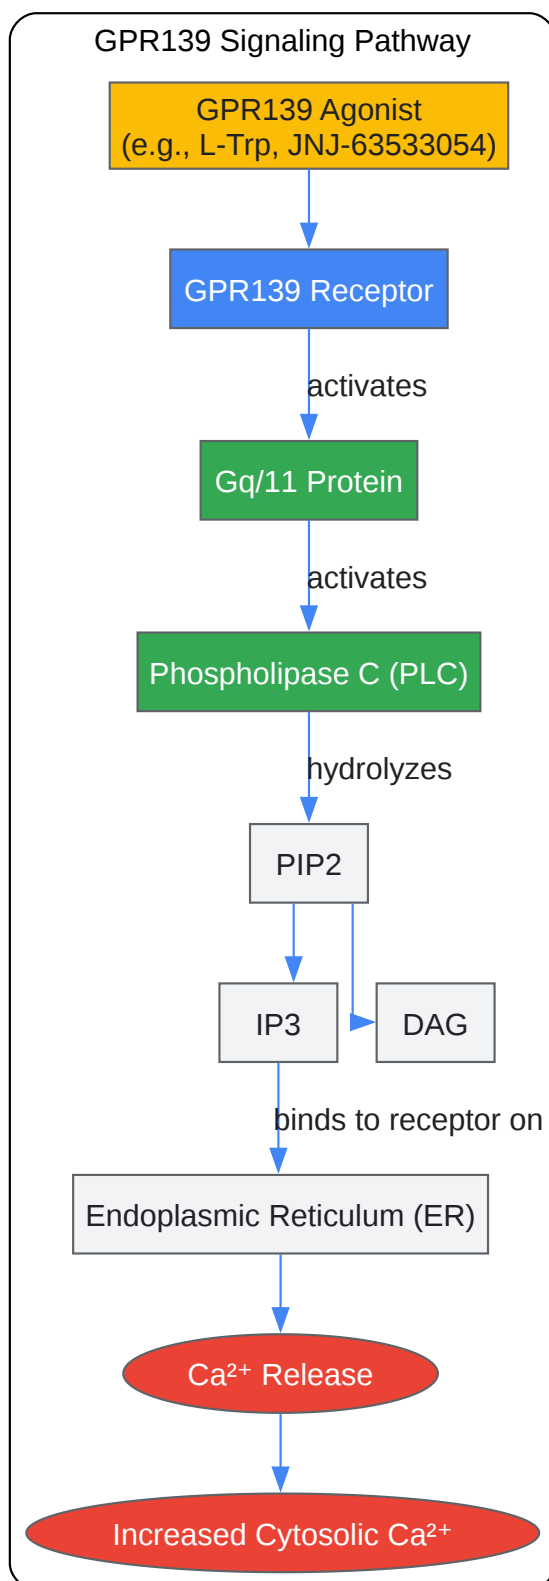 GPR139 Signaling Pathway
GPR139 Agonist
(e.g., L-Trp, JNJ-63533054)
GPR139 Receptor
activates
Gq/11 Protein
activates
Phospholipase C (PLC)
hydrolyzes
PIP2
IP3
DAG
binds to receptor on
Endoplasmic Reticulum (ER)
Ca²⁺ Release
Increased Cytosolic Ca²⁺